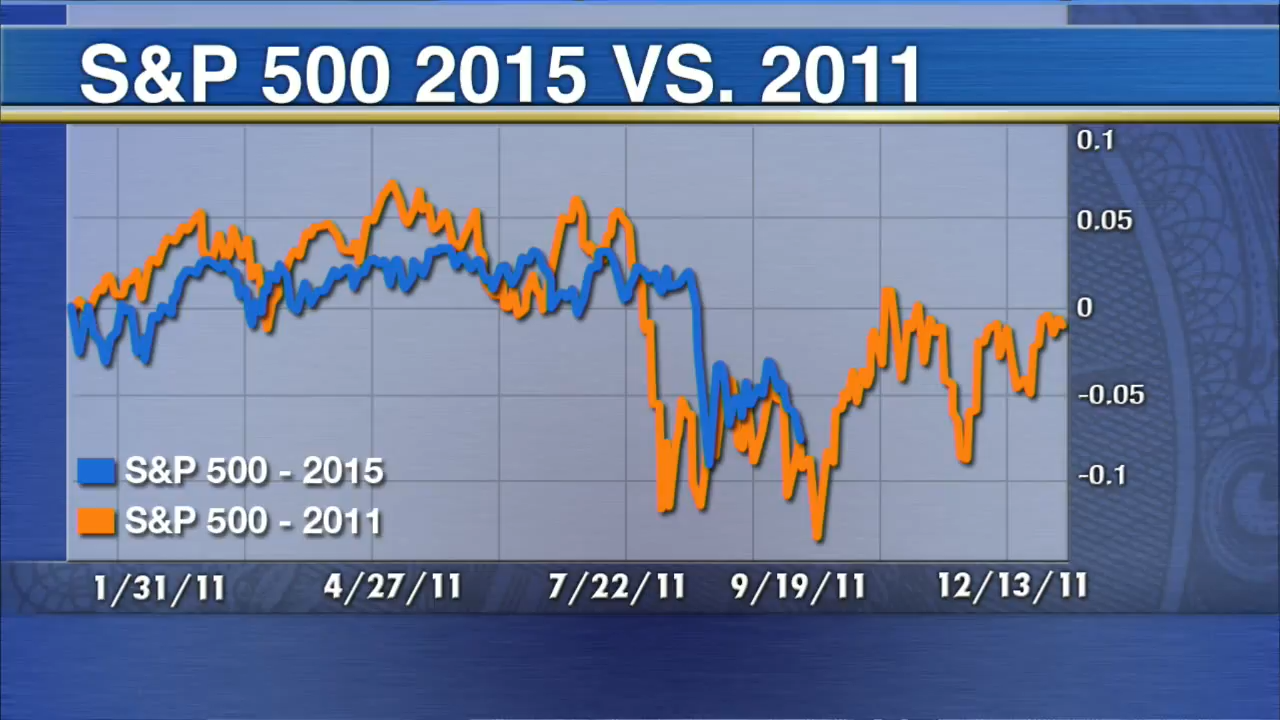 S&P 500 2015 VS. 2011
0.1
0.05
0
-0.05
-0.1
S&P 500 - 2015
S&P 500 - 2011
1/31/11 4/27/11 7/22/11 9/19/11 12/13/11